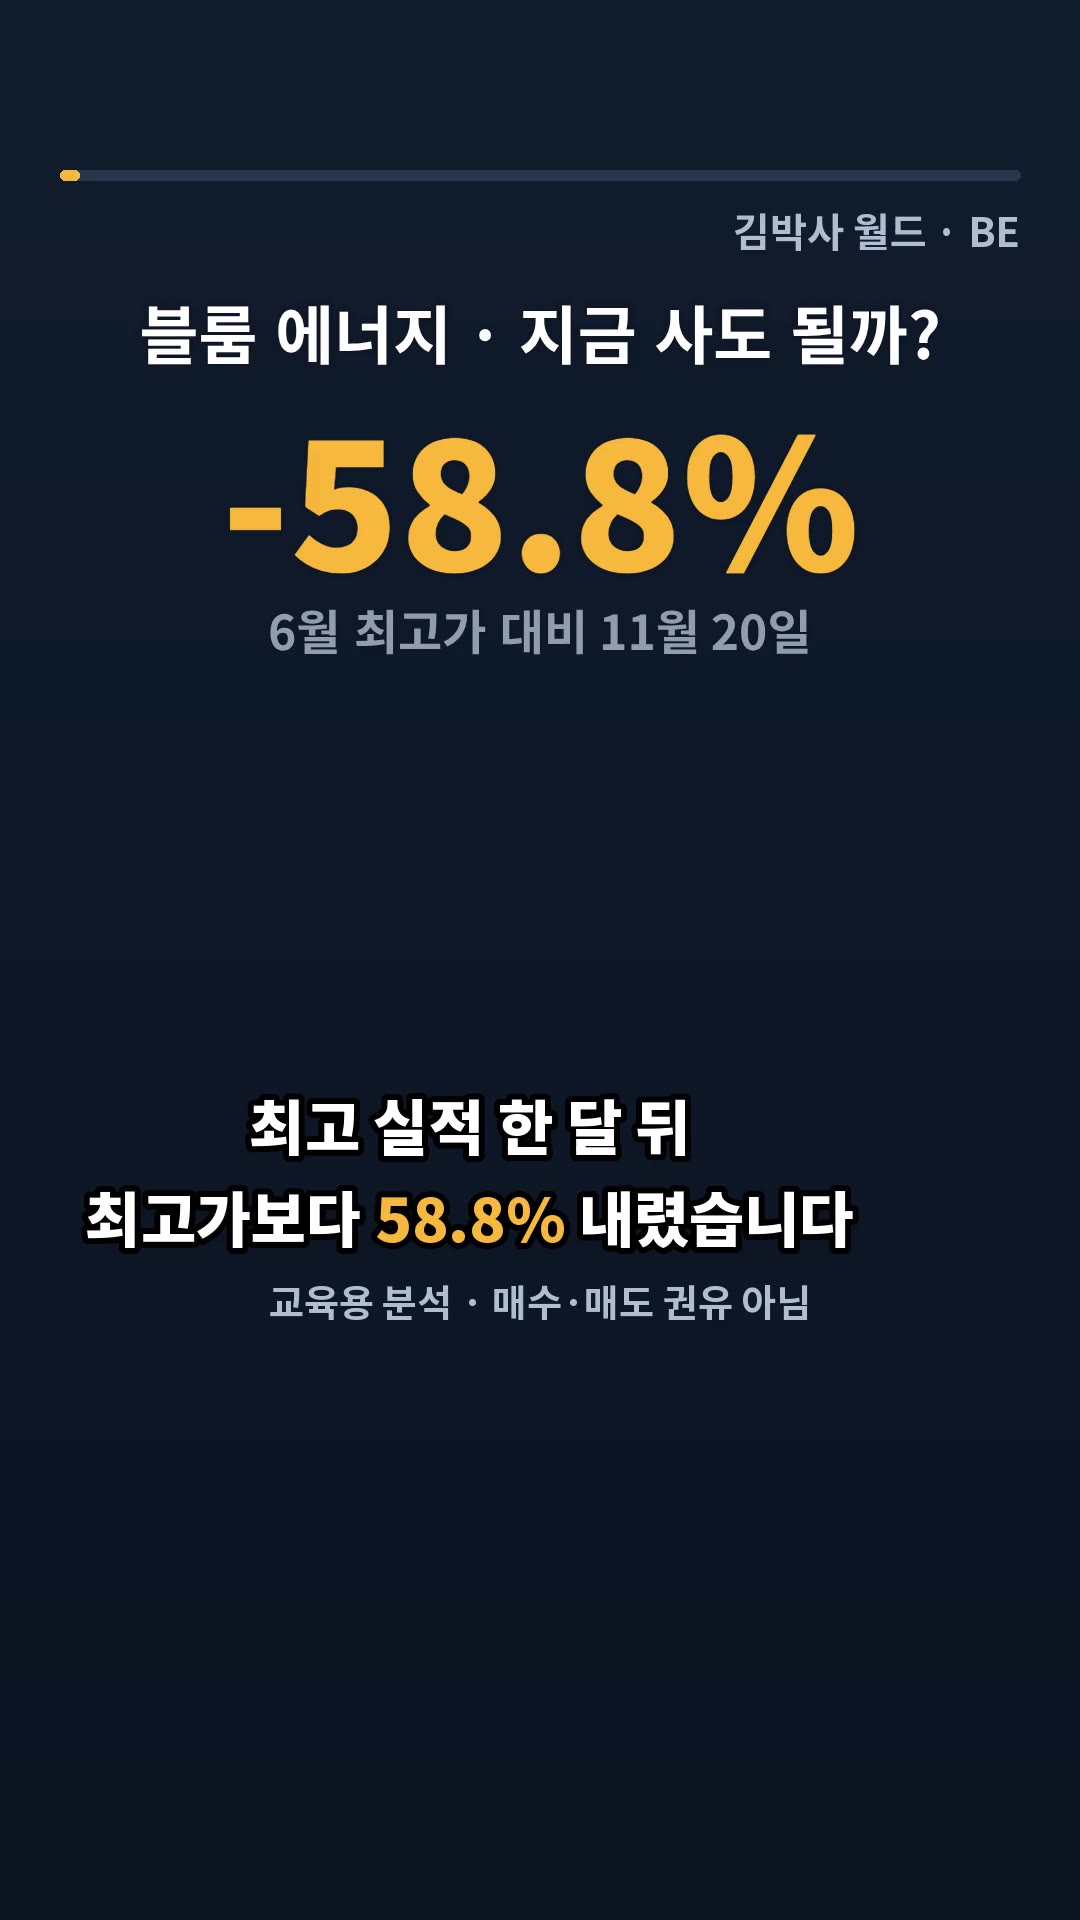 김박사 월드 · BE
블룸 에너지 · 지금 사도 될까?
-58.8%
6월 최고가 대비 11월 20일
최고 실적 한 달 뒤
최고가보다 58.8% 내렸습니다
교육용 분석 · 매수·매도 권유 아님